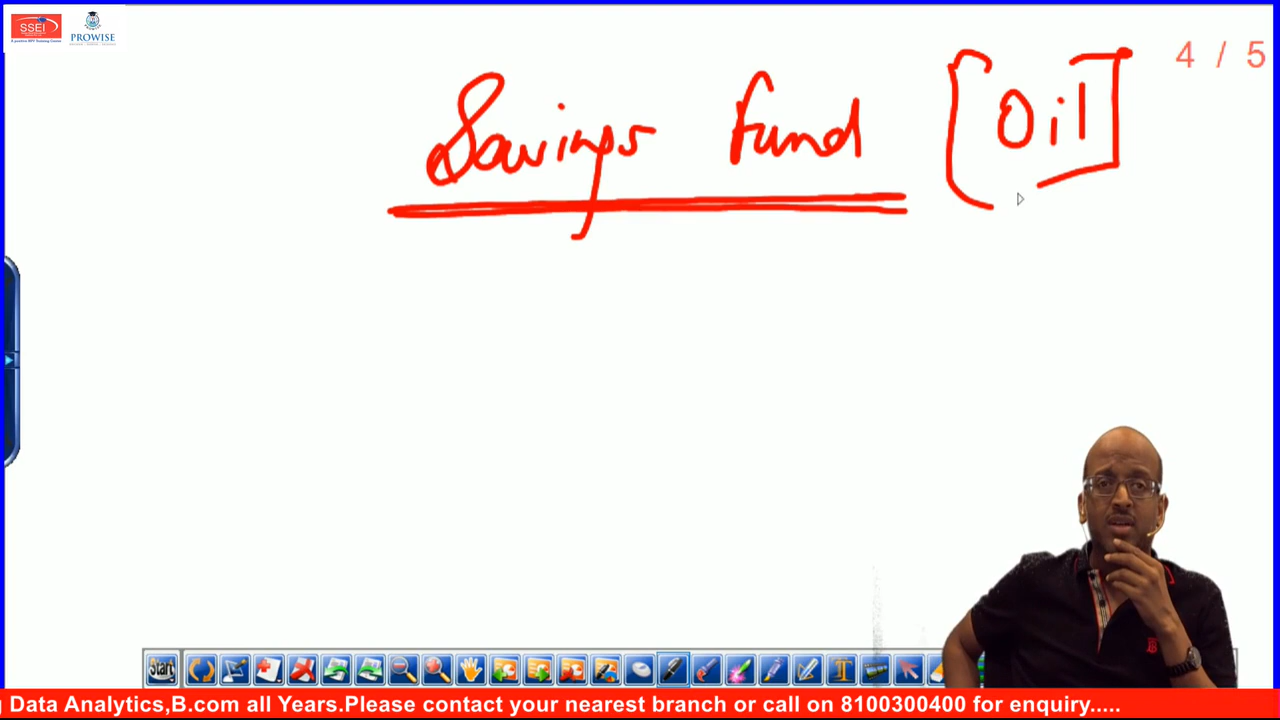 SSEI
PROWISE
4 / 5
Savings Fund [Oil]
Start
Data Analytics,B.com all Years.Please contact your nearest branch or call on 8100300400 for enquiry.....